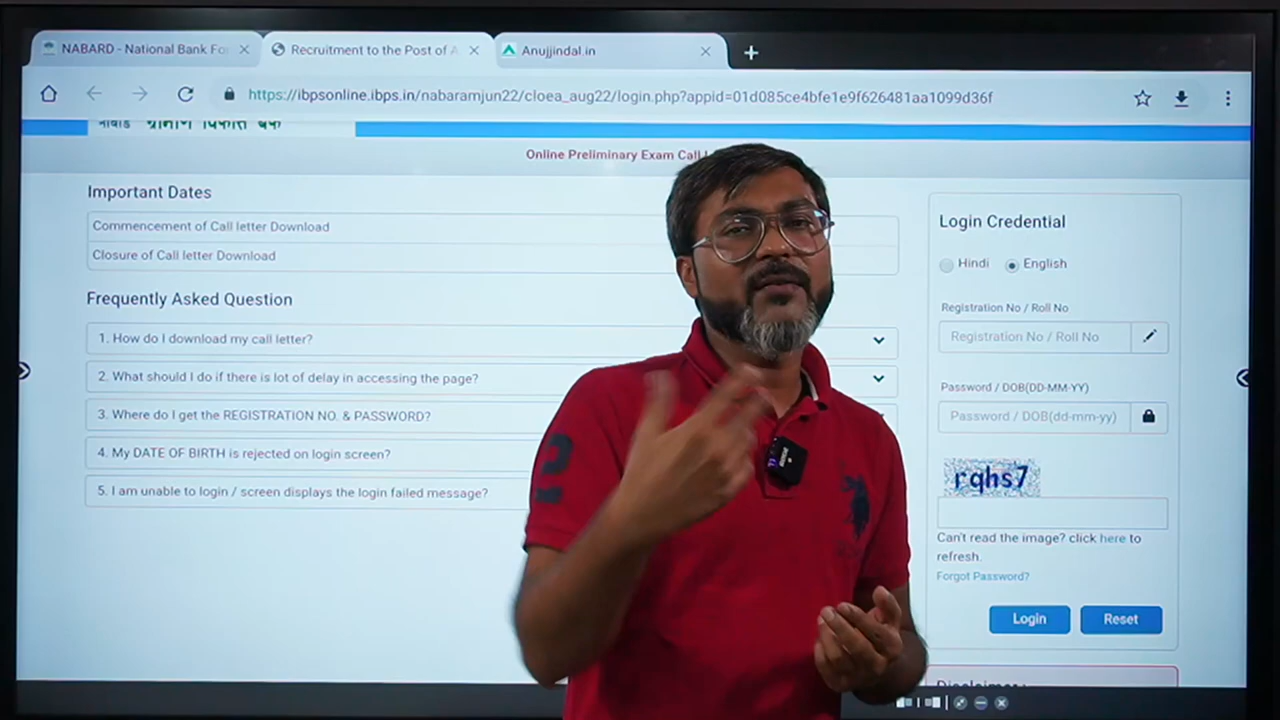 NABARD - National Bank Fo
Recruitment to the Post of A
Anujjindal.in
https://ibpsonline.ibps.in/nabaramjun22/cloea_aug22/login.php?appid=01d085ce4bfe1e9f626481aa1099d36f
नाबार्ड ग्रामीण विकास बैंक
Online Preliminary Exam Call
Important Dates
Commencement of Call letter Download
Closure of Call letter Download
Frequently Asked Question
1. How do I download my call letter?
2. What should I do if there is lot of delay in accessing the page?
3. Where do I get the REGISTRATION NO. & PASSWORD?
4. My DATE OF BIRTH is rejected on login screen?
5. I am unable to login / screen displays the login failed message?
Login Credential
Hindi English
Registration No / Roll No
Registration No / Roll No
Password / DOB(DD-MM-YY)
Password / DOB(dd-mm-yy)
rqhs7
Can't read the image? click here to
refresh.
Forgot Password?
Login Reset
Disclaimer:
2